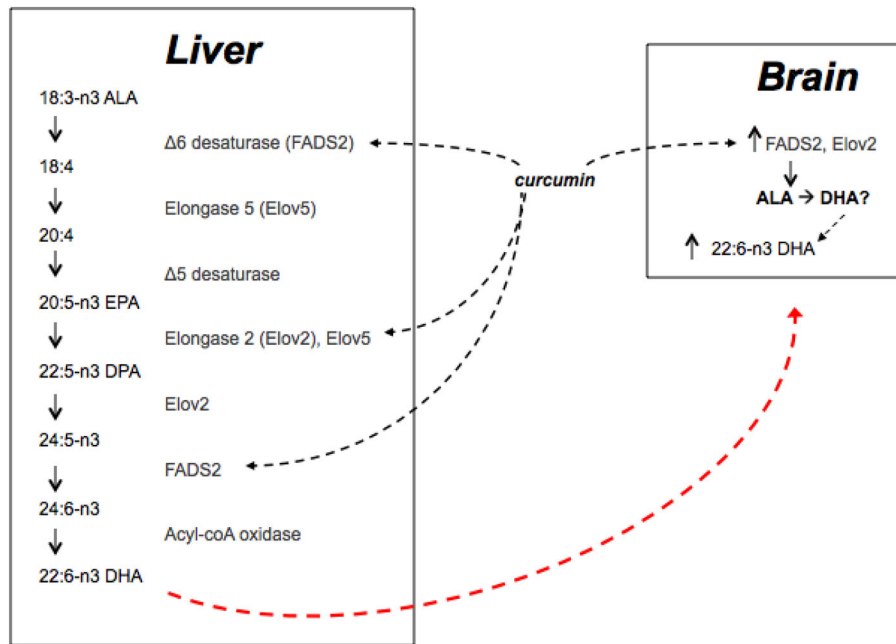 Liver
18:3-n3 ALA
Δ6 desaturase (FADS2)
18:4
Elongase 5 (Elov5)
20:4
Δ5 desaturase
20:5-n3 EPA
Elongase 2 (Elov2), Elov5
22:5-n3 DPA
Elov2
24:5-n3
FADS2
24:6-n3
Acyl-coA oxidase
22:6-n3 DHA
curcumin
Brain
↑ FADS2, Elov2
ALA → DHA?
↑ 22:6-n3 DHA